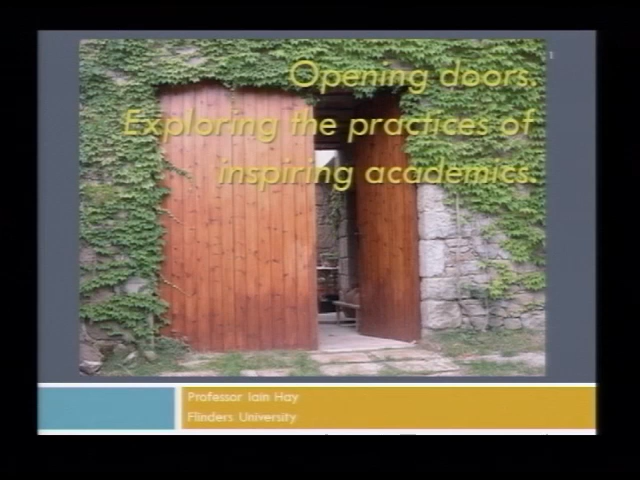 Opening doors.
Exploring the practices of
inspiring academics.
Professor Iain Hay
Flinders University